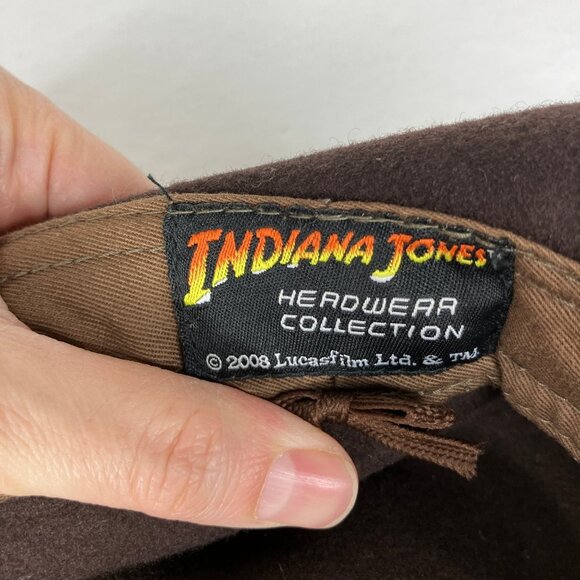 INDIANA JONES
HEADWEAR
COLLECTION
© 2008 Lucasfilm Ltd. & TM